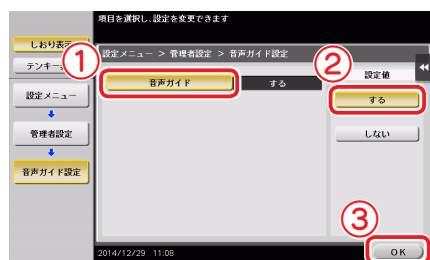 項目を選択し、設定を変更できます
しおり表示
テンキー
①
設定メニュー > 管理者設定 > 音声ガイド設定
②
設定値
音声ガイド
する
する
設定メニュー
しない
管理者設定
音声ガイド設定
③
2014/12/29 11:08
OK